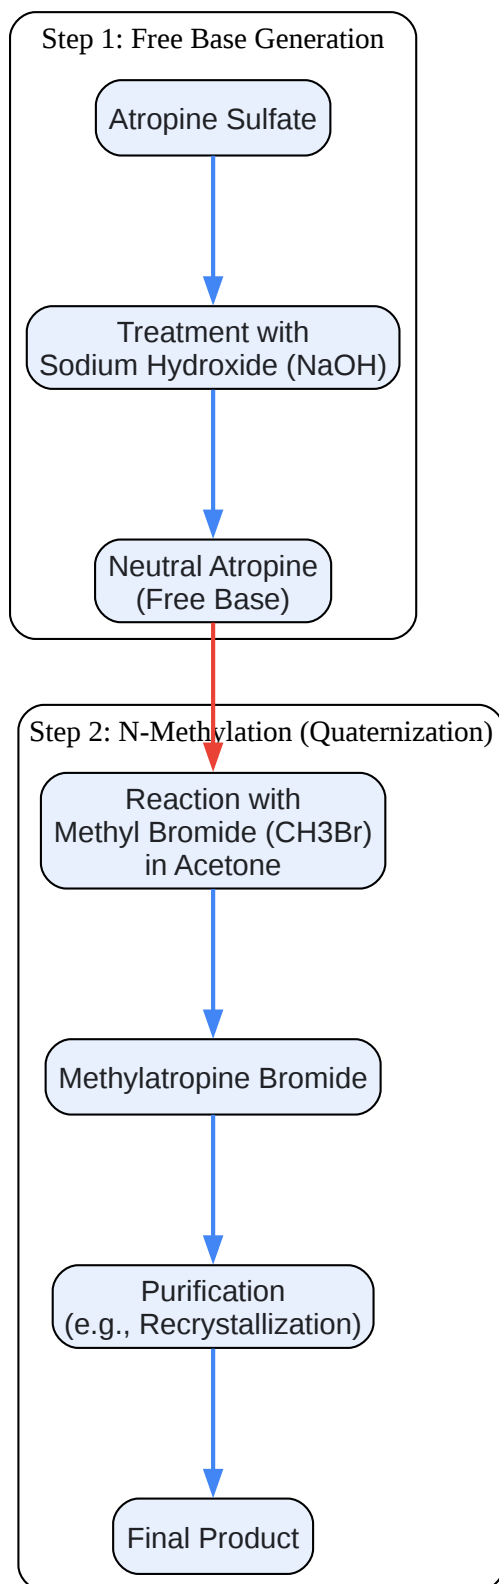 Step 1: Free Base Generation
Atropine Sulfate
Treatment with
Sodium Hydroxide (NaOH)
Neutral Atropine
(Free Base)
Step 2: N-Methylation (Quaternization)
Reaction with
Methyl Bromide (CH3Br)
in Acetone
Methylatropine Bromide
Purification
(e.g., Recrystallization)
Final Product